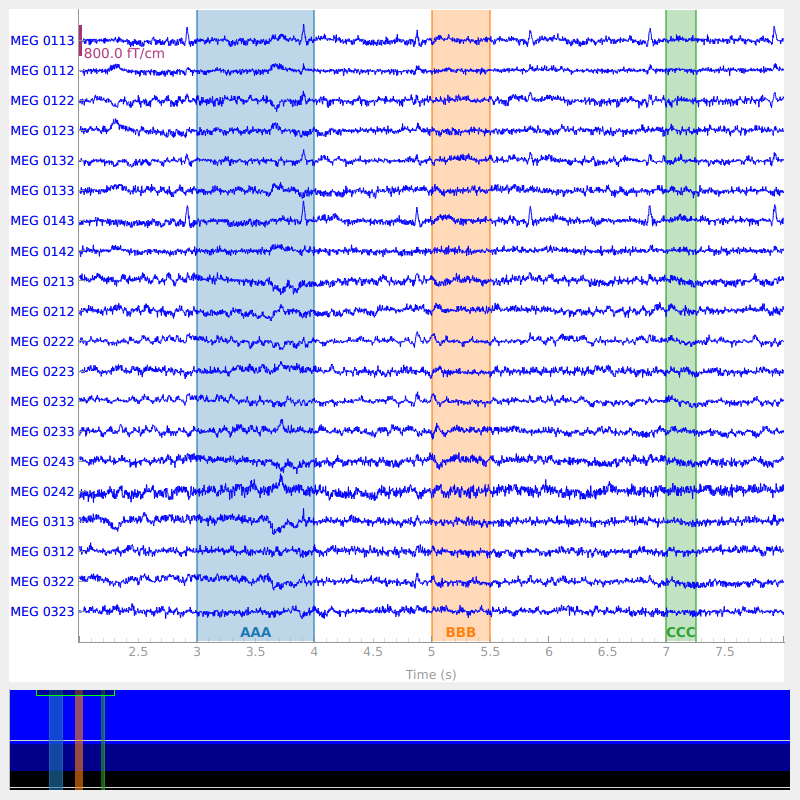 MEG 0113
800.0 fT/cm
MEG 0112
MEG 0122
MEG 0123
MEG 0132
MEG 0133
MEG 0143
MEG 0142
MEG 0213
MEG 0212
MEG 0222
MEG 0223
MEG 0232
MEG 0233
MEG 0243
MEG 0242
MEG 0313
MEG 0312
MEG 0322
MEG 0323
AAA BBB CCC
2.5 3 3.5 4 4.5 5 5.5 6 6.5 7 7.5
Time (s)